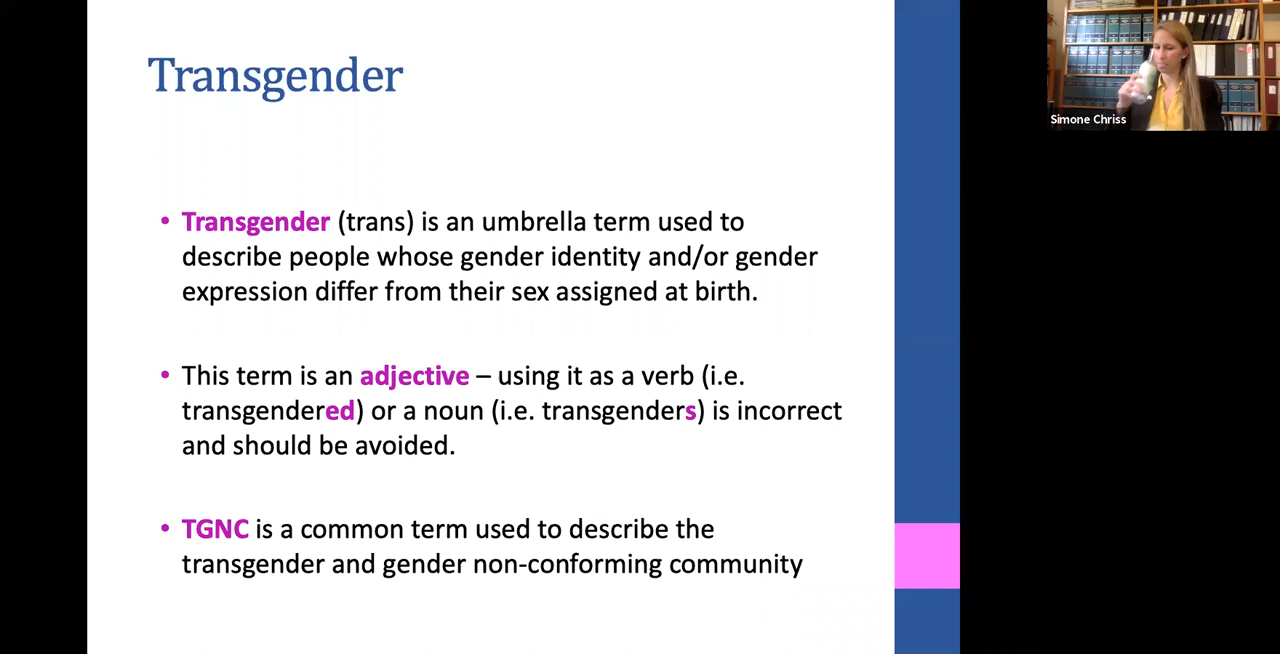 Transgender
Simone Chriss
• Transgender (trans) is an umbrella term used to
describe people whose gender identity and/or gender
expression differ from their sex assigned at birth.
• This term is an adjective – using it as a verb (i.e.
transgendered) or a noun (i.e. transgenders) is incorrect
and should be avoided.
• TGNC is a common term used to describe the
transgender and gender non-conforming community